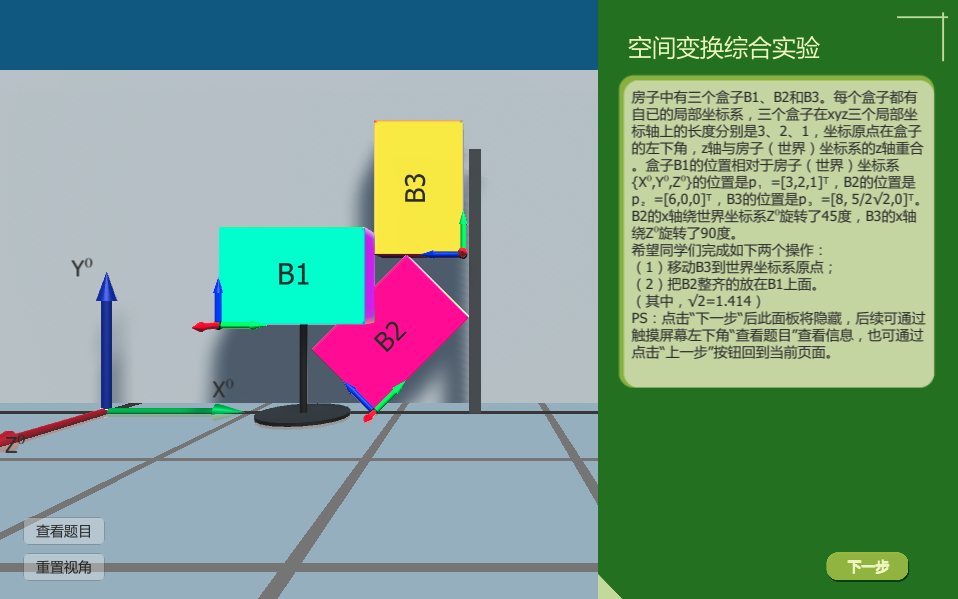 空间变换综合实验
房子中有三个盒子B1、B2和B3。每个盒子都有
自已的局部坐标系，三个盒子在xyz三个局部坐
标轴上的长度分别是3、2、1，坐标原点在盒子
的左下角，z轴与房子（世界）坐标系的z轴重合
。盒子B1的位置相对于房子（世界）坐标系
{X⁰,Y⁰,Z⁰}的位置是p₁=[3,2,1]ᵀ，B2的位置是
p₂=[6,0,0]ᵀ，B3的位置是p₃=[8, 5/2√2,0]ᵀ。
B2的x轴绕世界坐标系Z⁰旋转了45度，B3的x轴
绕Z⁰旋转了90度。
希望同学们完成如下两个操作：
（1）移动B3到世界坐标系原点；
（2）把B2整齐的放在B1上面。
（其中，√2=1.414）
PS：点击“下一步“后此面板将隐藏，后续可通过
触摸屏幕左下角“查看题目”查看信息，也可通过
点击“上一步”按钮回到当前页面。
B3
B1
B2
Y⁰
X⁰
Z⁰
查看题目
重置视角
下一步